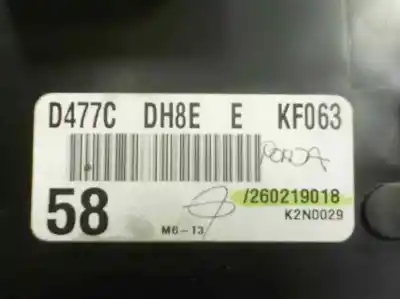 D477C DH8E E KF063
58
/260219018
K2N0029
M6-13